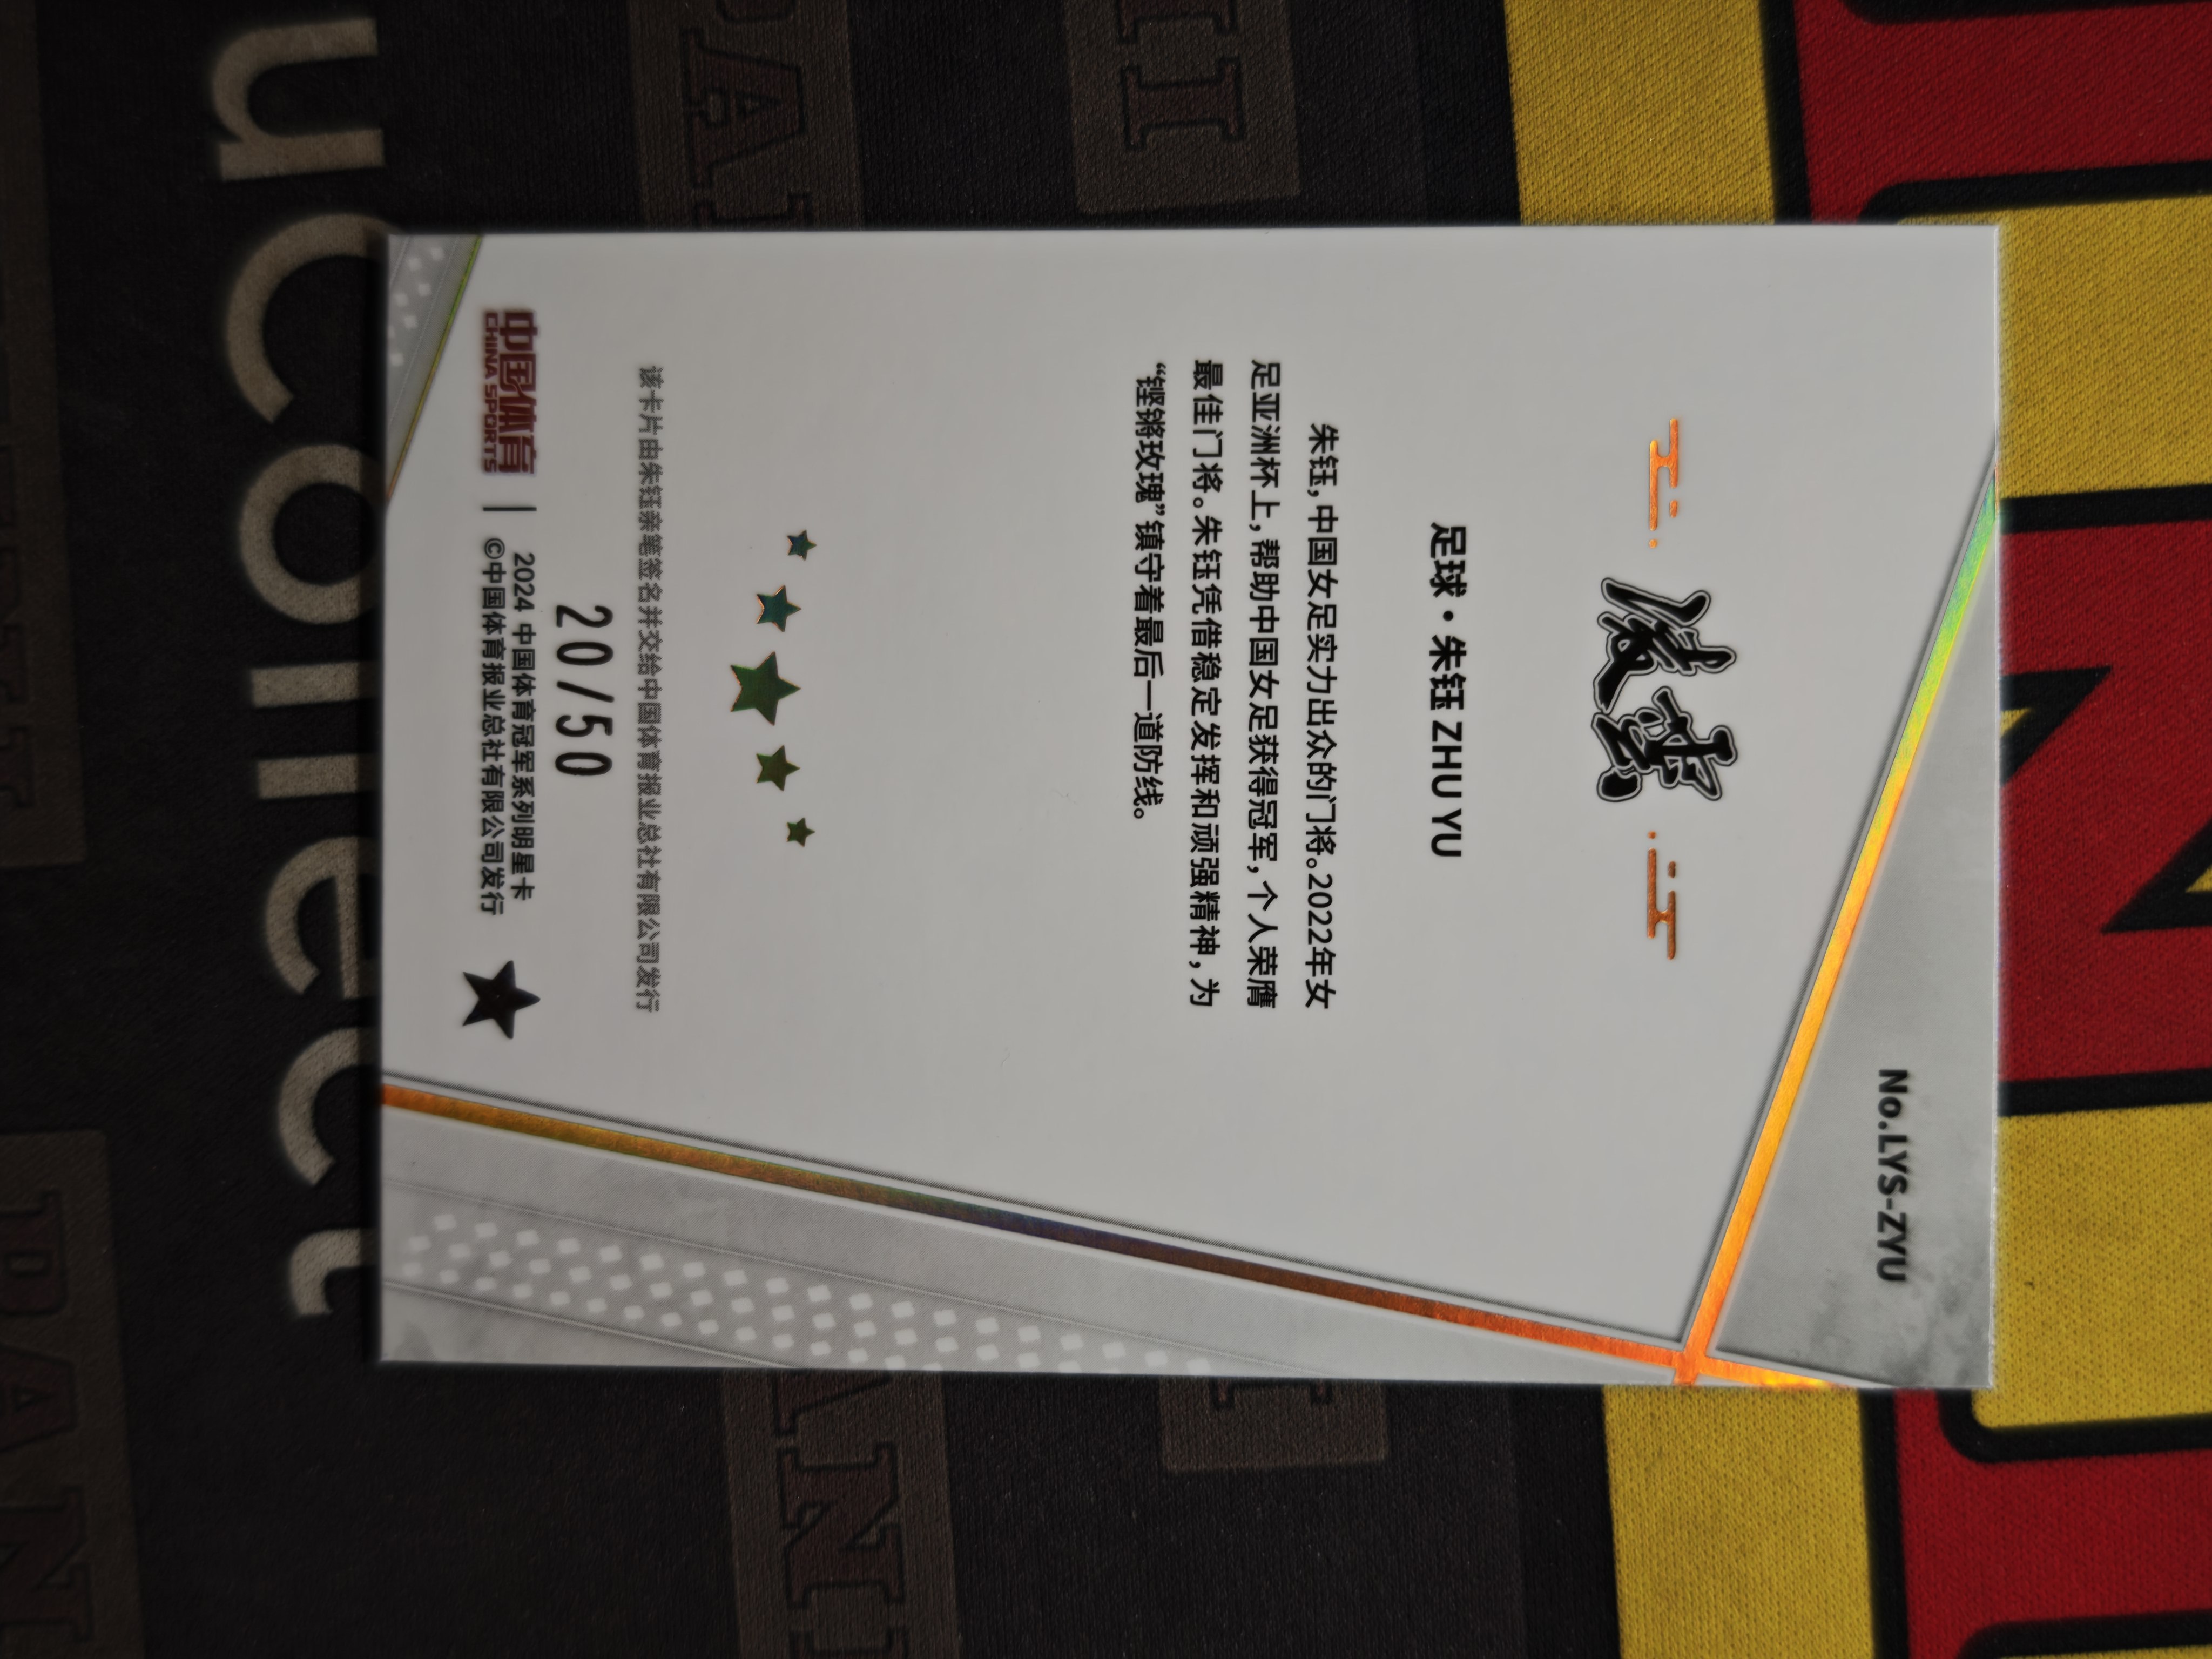 No.LYS-ZYU
凌雲
足球·朱钰 ZHU YU
朱钰,中国女足实力出众的门将。2022年女
足亚洲杯上,帮助中国女足获得冠军,个人荣膺
最佳门将。朱钰凭借稳定发挥和顽强精神,为
“铿锵玫瑰”镇守着最后一道防线。
该卡片由朱钰亲笔签名并交给中国体育报业总社有限公司发行
20/50
中国体育
CHINA SPORTS
2024 中国体育冠军系列明星卡
©中国体育报业总社有限公司发行
u Collect